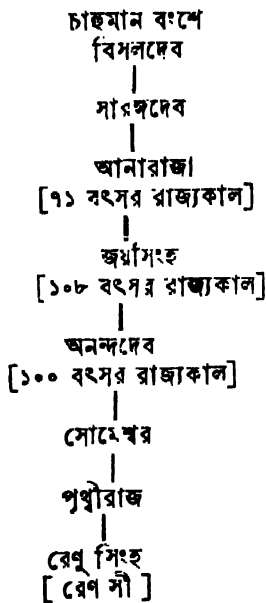 চাহুমান বংশে
বিসলদেব
সারঙ্গদেব
আনারাজা
[৭১ বৎসর রাজ্যকাল]
জয়সিংহ
[১০৮ বৎসর রাজ্যকাল]
অনন্দদেব
[১০০ বৎসর রাজ্যকাল]
সোমেশ্বর
পৃথ্বীরাজ
রেণু সিংহ
[ রেণ সী ]